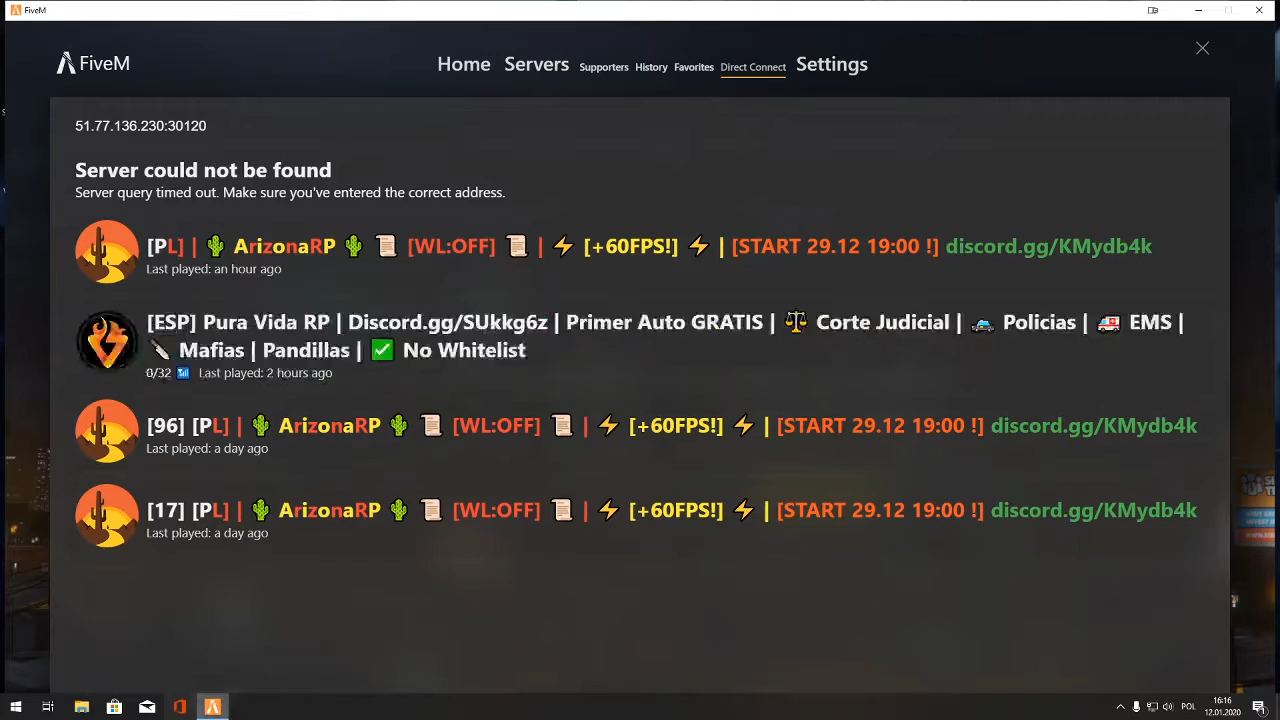 FiveM
FiveM
Home Servers Supporters History Favorites Direct Connect Settings
51.77.136.230:30120
Server could not be found
Server query timed out. Make sure you've entered the correct address.
[PL] | 🌵 ArizonaRP 🌵 📜 [WL:OFF] 📜 | ⚡ [+60FPS!] ⚡ | [START 29.12 19:00 !] discord.gg/KMydb4k
Last played: an hour ago
[ESP] Pura Vida RP | Discord.gg/SUkkg6z | Primer Auto GRATIS | ⚖️ Corte Judicial | 🚓 Policias | 🚑 EMS |
🔪 Mafias | Pandillas | ✅ No Whitelist
0/32 📶 Last played: 2 hours ago
[96] [PL] | 🌵 ArizonaRP 🌵 📜 [WL:OFF] 📜 | ⚡ [+60FPS!] ⚡ | [START 29.12 19:00 !] discord.gg/KMydb4k
Last played: a day ago
[17] [PL] | 🌵 ArizonaRP 🌵 📜 [WL:OFF] 📜 | ⚡ [+60FPS!] ⚡ | [START 29.12 19:00 !] discord.gg/KMydb4k
Last played: a day ago
POL
16:16
12.01.2020